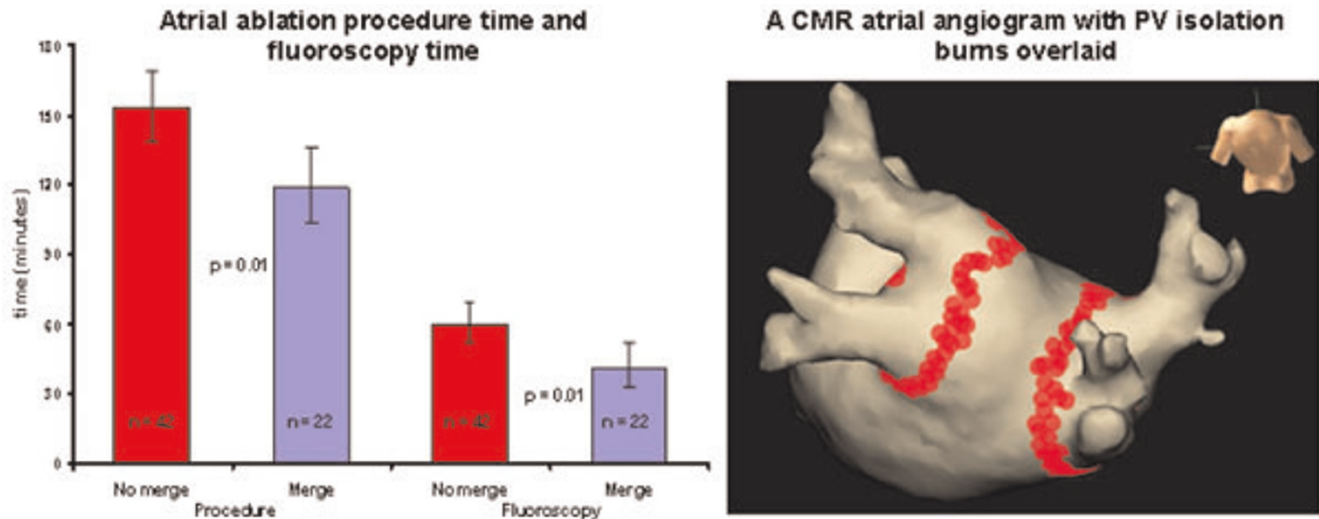 Atrial ablation procedure time and
fluoroscopy time
180
150
120
90
60
30
0
time (minutes)
p = 0.01
p = 0.01
n = 42
n = 22
n = 42
n = 22
No merge
Merge
No merge
Merge
Procedure
Fluoroscopy
A CMR atrial angiogram with PV isolation
burns overlaid